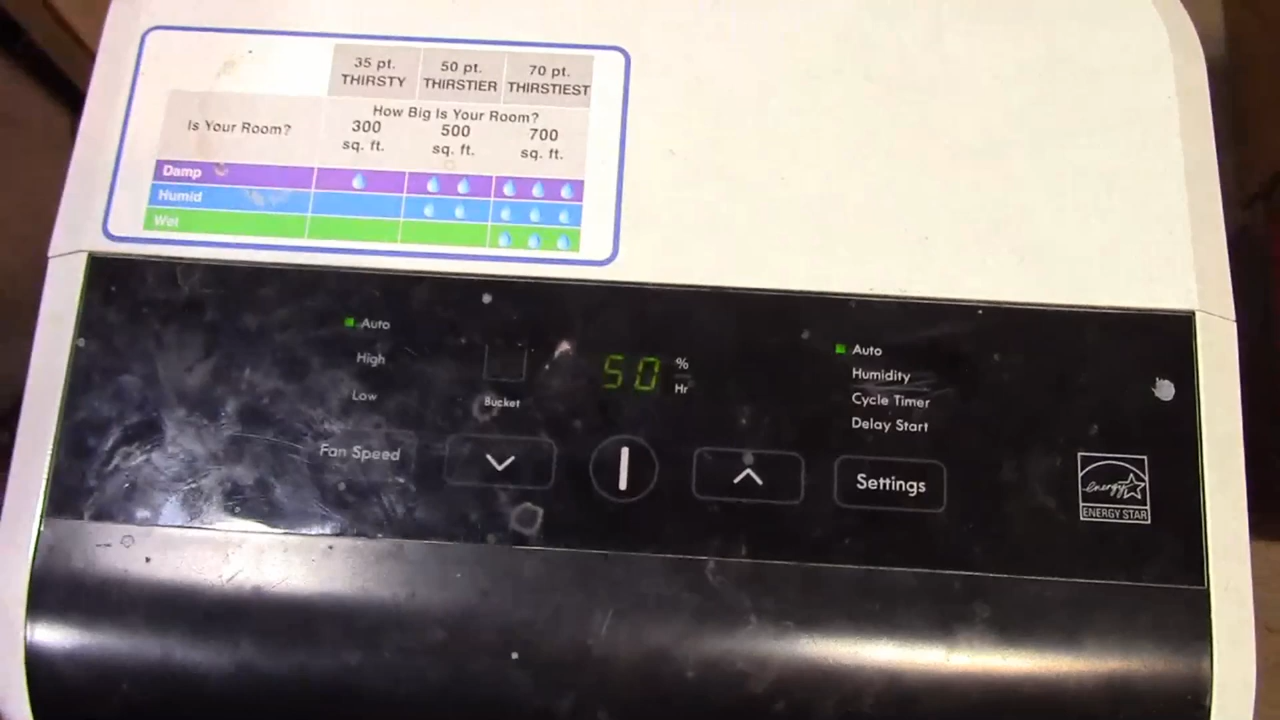 35 pt. 50 pt. 70 pt.
THIRSTY THIRSTIER THIRSTIEST
How Big Is Your Room?
Is Your Room? 300 500 700
sq. ft. sq. ft. sq. ft.
Damp
Humid
Wet
Auto
High
Low
Fan Speed
Bucket
50 %
Hr
Auto
Humidity
Cycle Timer
Delay Start
Settings
energy
ENERGY STAR